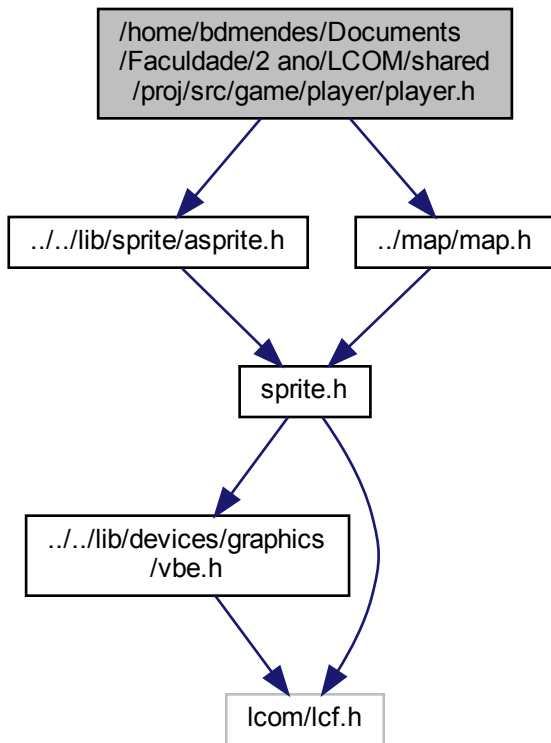 /home/bdmendes/Documents
/Faculdade/2 ano/LCOM/shared
/proj/src/game/player/player.h
../../lib/sprite/asprite.h
../map/map.h
sprite.h
../../lib/devices/graphics
/vbe.h
lcom/lcf.h